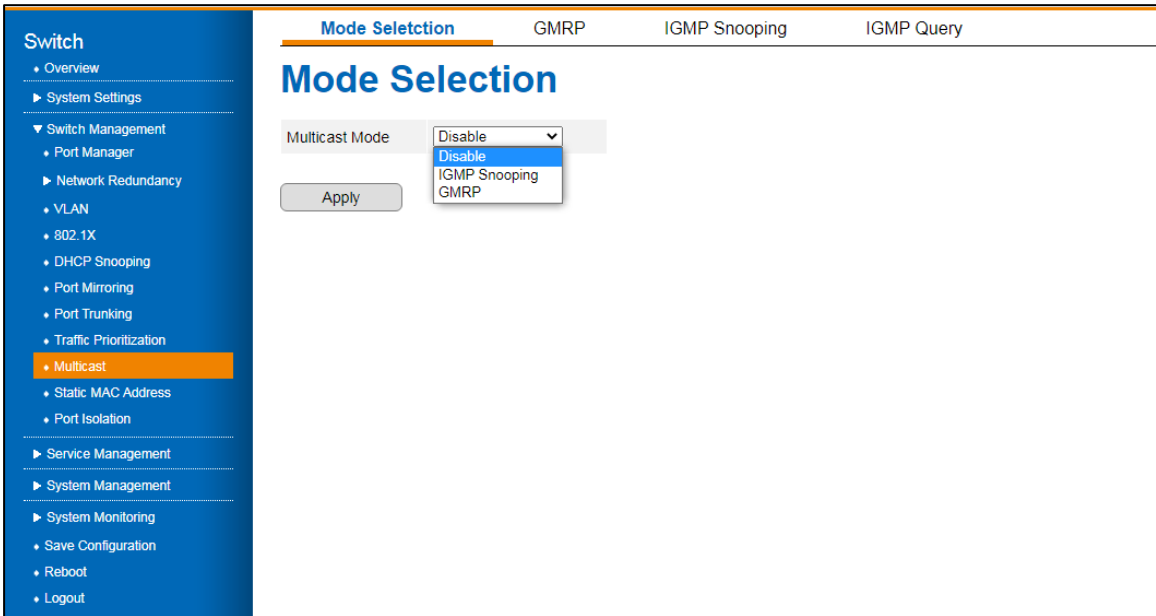 Switch
Overview
System Settings
Switch Management
Port Manager
Network Redundancy
VLAN
802.1X
DHCP Snooping
Port Mirroring
Port Trunking
Traffic Prioritization
Multicast
Static MAC Address
Port Isolation
Service Management
System Management
System Monitoring
Save Configuration
Reboot
Logout
Mode Seletction GMRP IGMP Snooping IGMP Query
Mode Selection
Multicast Mode Disable
Disable
IGMP Snooping
GMRP
Apply